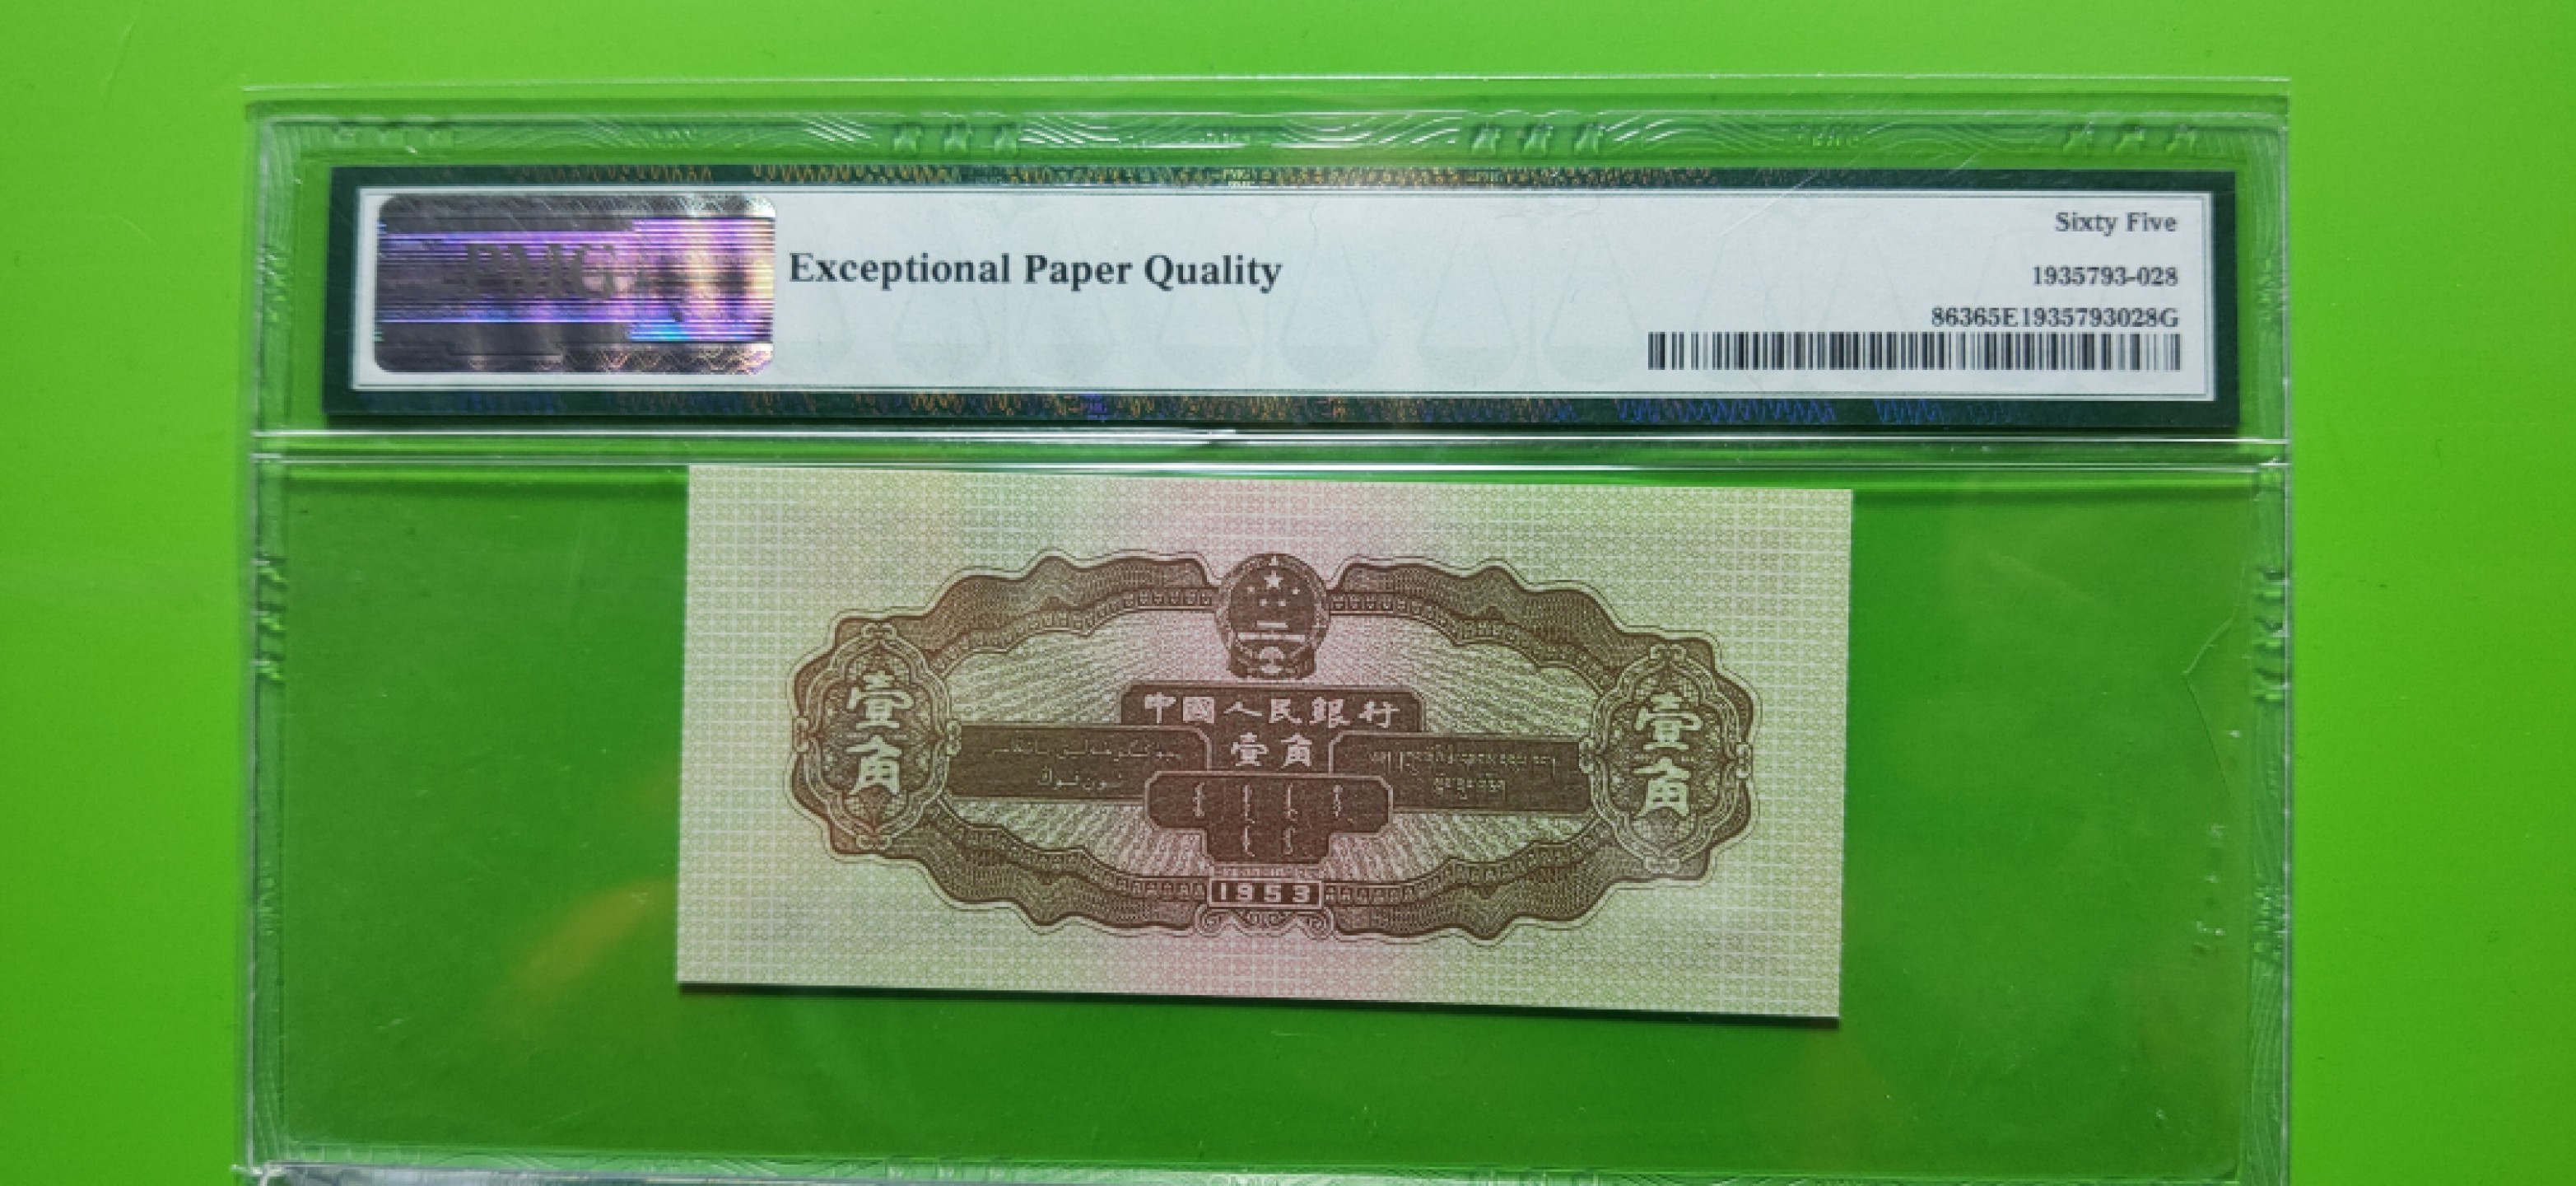 PMG
Exceptional Paper Quality
Sixty Five
1935793-028
86365E1935793028G
中國人民銀行
壹角
壹角
壹角
1953